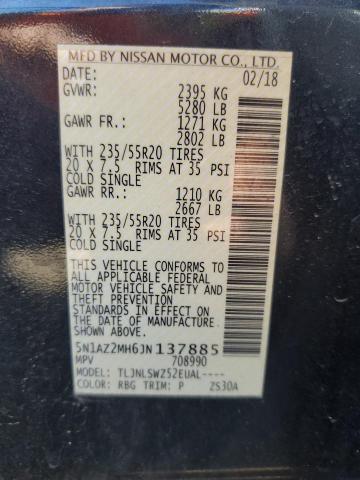 MFD BY NISSAN MOTOR CO., LTD.
DATE: 02/18
GVWR: 2395 KG
5280 LB
GAWR FR.: 1271 KG
2802 LB
WITH 235/55R20 TIRES
20 X 7.5 RIMS AT 35 PSI
COLD SINGLE
GAWR RR.: 1210 KG
2667 LB
WITH 235/55R20 TIRES
20 X 7.5 RIMS AT 35 PSI
COLD SINGLE
THIS VEHICLE CONFORMS TO
ALL APPLICABLE FEDERAL
MOTOR VEHICLE SAFETY AND
THEFT PREVENTION
STANDARDS IN EFFECT ON
THE DATE OF MANUFACTURE
SHOWN ABOVE.
5N1AZ2MH6JN137885
MPV 708990
TYPE: TLJNLSWZ52EUAL----
COLOR: RBG TRIM: P ZS30A